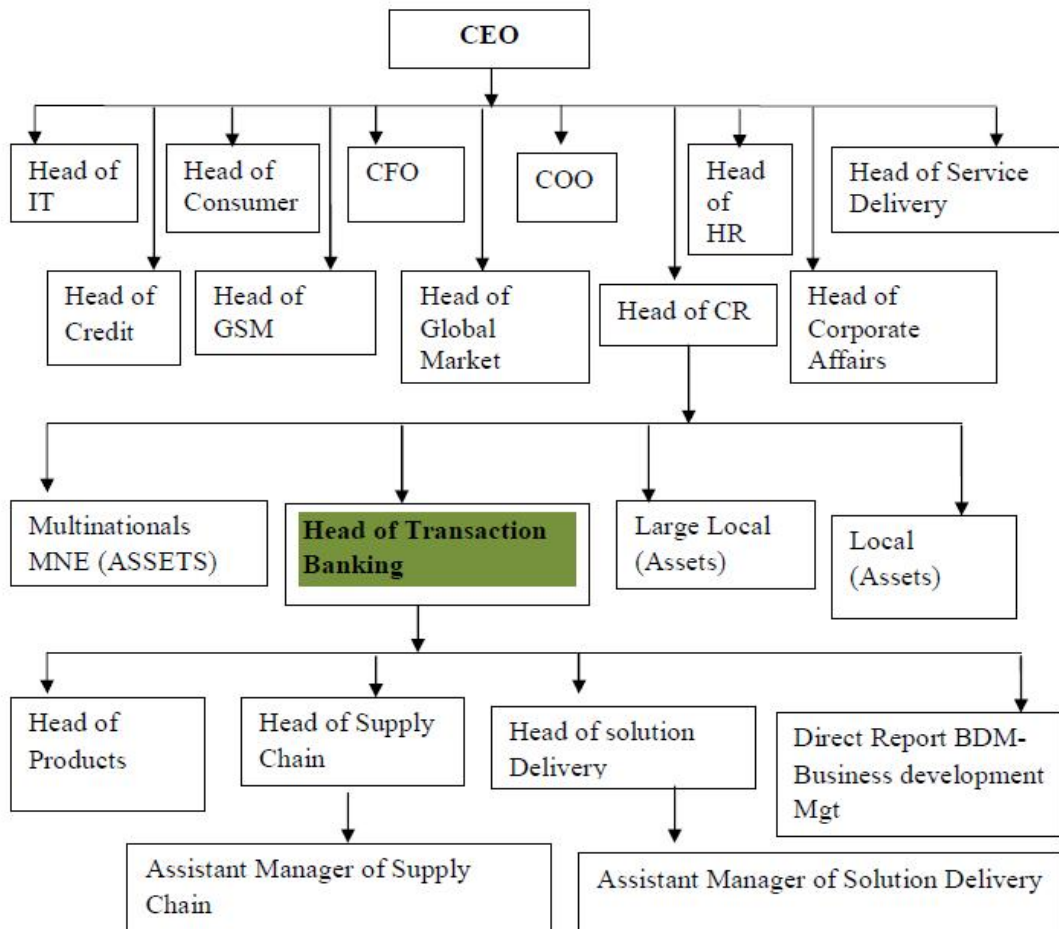 CEO
Head of
IT
Head of
Consumer
CFO
COO
Head
of
HR
Head of Service
Delivery
Head of
Credit
Head of
GSM
Head of
Global
Market
Head of CR
Head of
Corporate
Affairs
Multinationals
MNE (ASSETS)
Head of Transaction
Banking
Large Local
(Assets)
Local
(Assets)
Head of
Products
Head of Supply
Chain
Head of solution
Delivery
Direct Report BDM-
Business development
Mgt
Assistant Manager of Supply
Chain
Assistant Manager of Solution Delivery